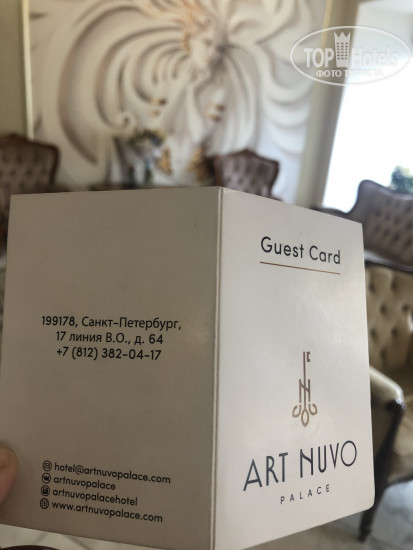 TOP Hotels
ФОТО ТУРИСТА
Guest Card
199178, Санкт-Петербург,
17 линия В.О., д. 64
+7 (812) 382-04-17
hotel@artnuvopalace.com
artnuvopalace
artnuvopalacehotel
www.artnuvopalace.com
ART NUVO
PALACE